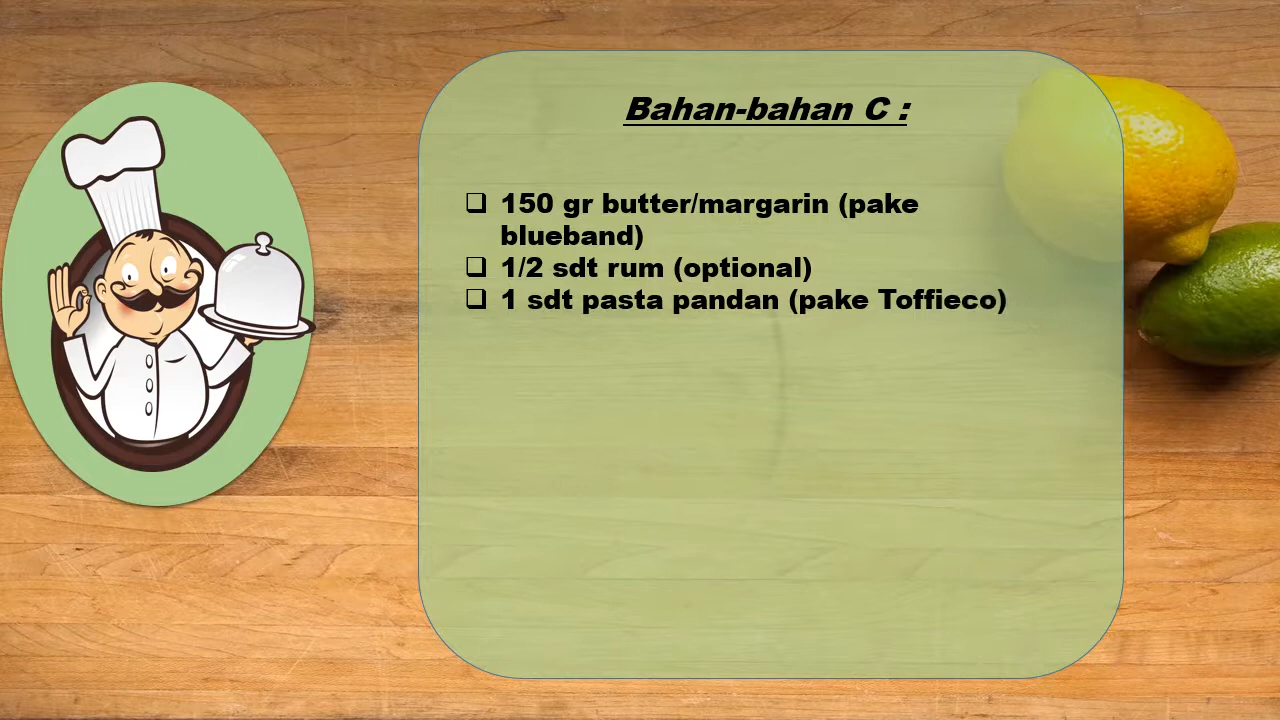 Bahan-bahan C :
❑ 150 gr butter/margarin (pake
blueband)
❑ 1/2 sdt rum (optional)
❑ 1 sdt pasta pandan (pake Toffieco)